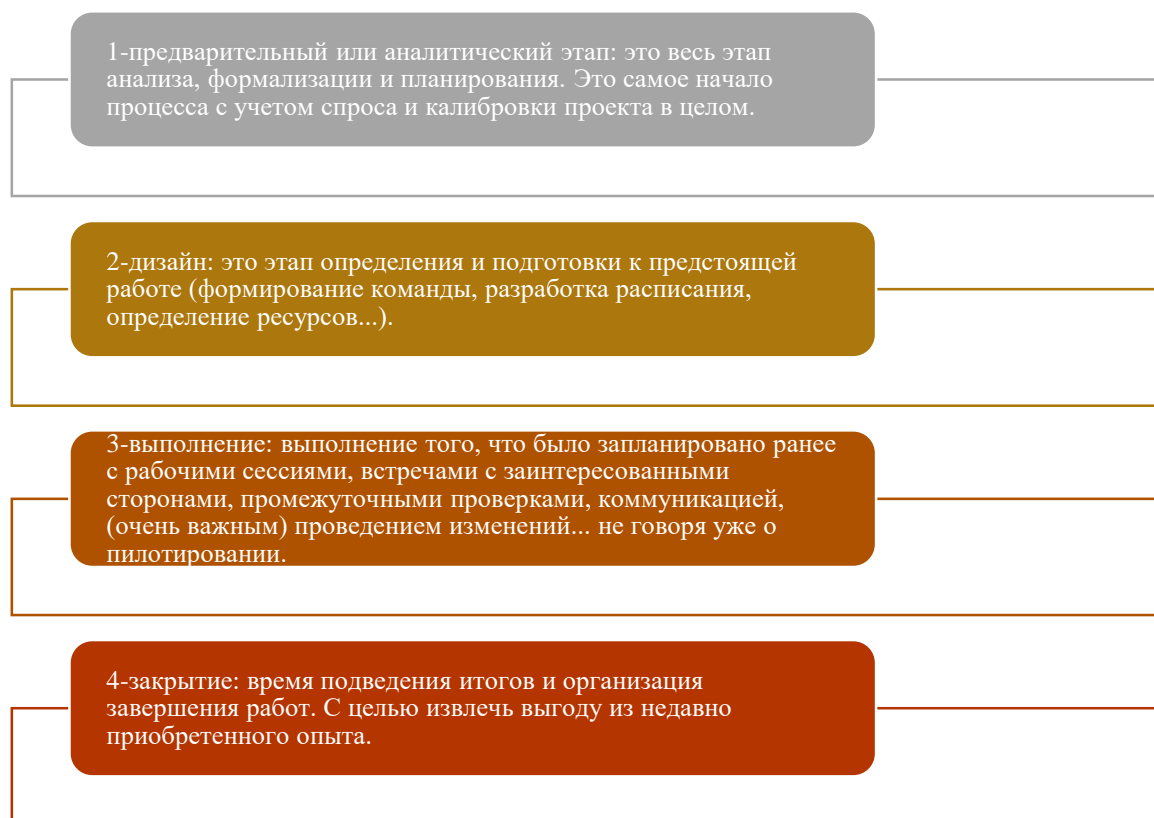 1-предварительный или аналитический этап: это весь этап
анализа, формализации и планирования. Это самое начало
процесса с учетом спроса и калибровки проекта в целом.
2-дизайн: это этап определения и подготовки к предстоящей
работе (формирование команды, разработка расписания,
определение ресурсов...).
3-выполнение: выполнение того, что было запланировано ранее
с рабочими сессиями, встречами с заинтересованными
сторонами, промежуточными проверками, коммуникацией,
(очень важным) проведением изменений... не говоря уже о
пилотировании.
4-закрытие: время подведения итогов и организация
завершения работ. С целью извлечь выгоду из недавно
приобретенного опыта.